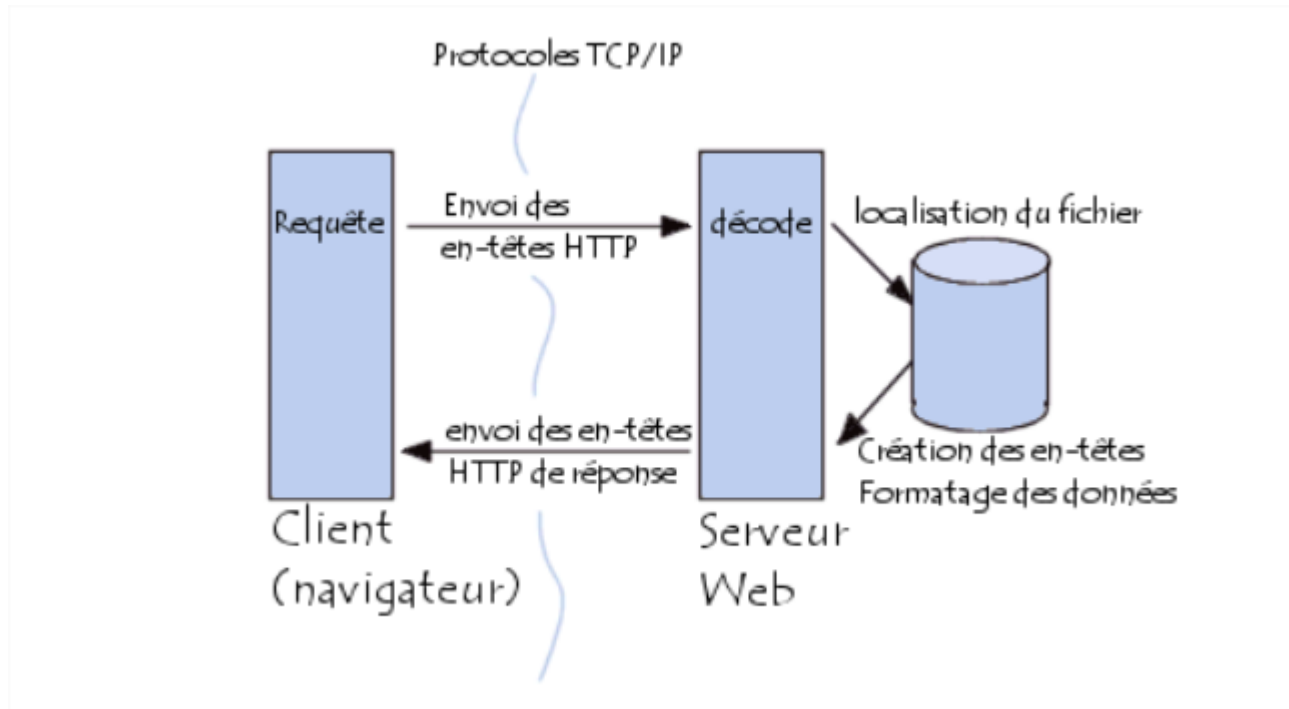 Protocoles TCP/IP
Requête
Envoi des
en-têtes HTTP
décode
localisation du fichier
envoi des en-têtes
HTTP de réponse
Création des en-têtes
Formatage des données
Client
(navigateur)
Serveur
Web